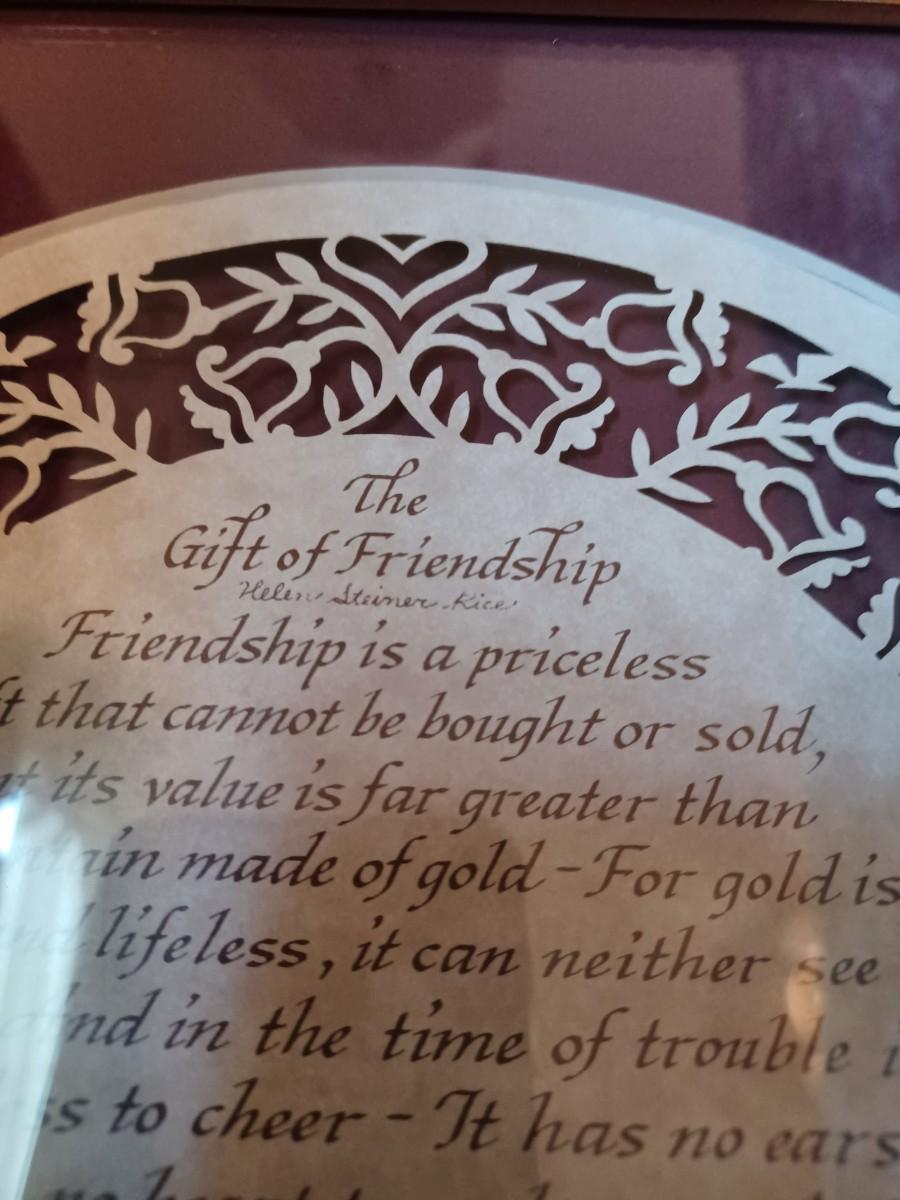 The
Gift of Friendship
Helen Steiner Rice
Friendship is a priceless
that cannot be bought or sold,
its value is far greater than
made of gold - For gold is
lifeless, it can neither see
in the time of trouble
to cheer - It has no ears
no heart